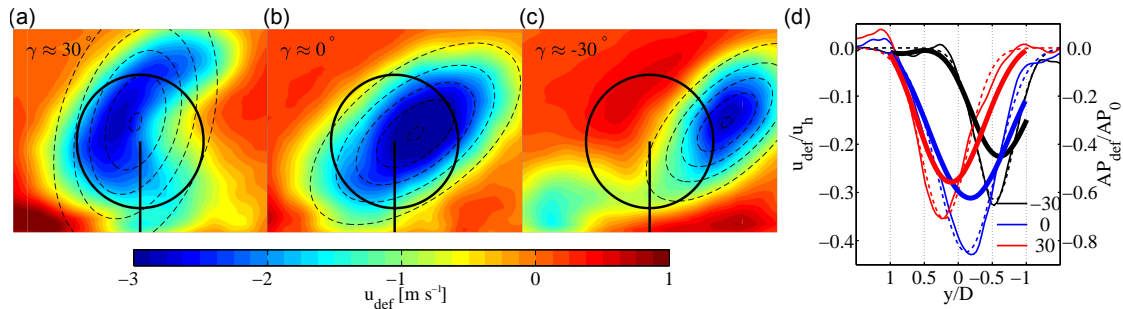 (a)
(b)
(c)
(d)
γ ≈ 30°
γ ≈ 0°
γ ≈ -30°
−3
−2
−1
0
1
u_def [m s⁻¹]
0.0
−0.1
−0.2
−0.3
−0.4
u_def/u_h
0.0
−0.2
−0.4
−0.6
−0.8
AP_def/AP_0
−30
0
30
1 0.5 0 −0.5 −1
y/D